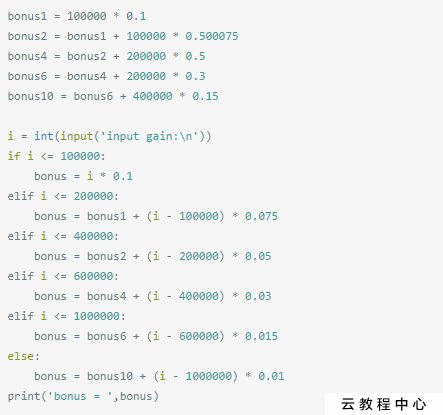 bonus1 = 100000 * 0.1
bonus2 = bonus1 + 100000 * 0.500075
bonus4 = bonus2 + 200000 * 0.5
bonus6 = bonus4 + 200000 * 0.3
bonus10 = bonus6 + 400000 * 0.15

i = int(input('input gain:\n'))
if i <= 100000:
    bonus = i * 0.1
elif i <= 200000:
    bonus = bonus1 + (i - 100000) * 0.075
elif i <= 400000:
    bonus = bonus2 + (i - 200000) * 0.05
elif i <= 600000:
    bonus = bonus4 + (i - 400000) * 0.03
elif i <= 1000000:
    bonus = bonus6 + (i - 600000) * 0.015
else:
    bonus = bonus10 + (i - 1000000) * 0.01
print('bonus = ',bonus)
云教程中心